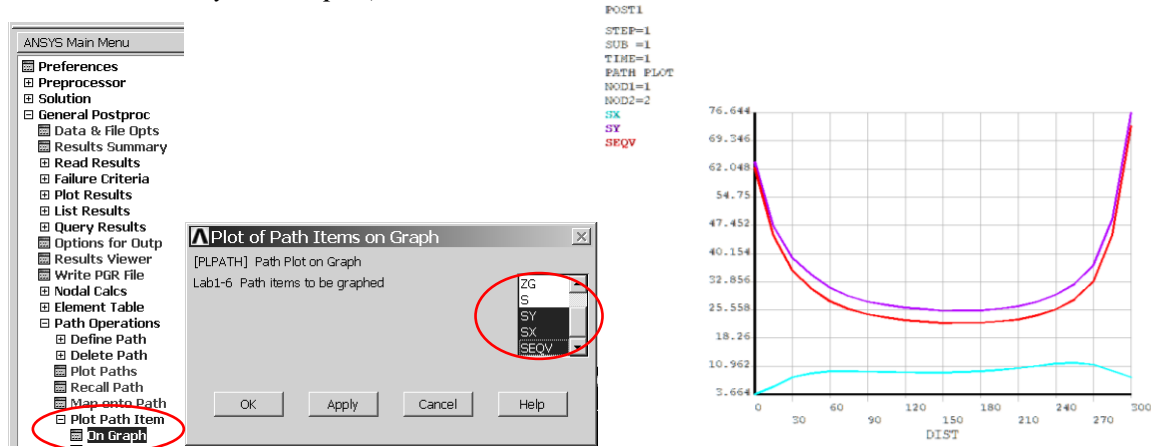 POST1
STEP=1
SUB =1
TIME=1
PATH PLOT
NOD1=1
NOD2=2
SX
SY
SEQV
ANSYS Main Menu
Preferences
Preprocessor
Solution
General Postproc
Data & File Opts
Results Summary
Read Results
Failure Criteria
Plot Results
List Results
Query Results
Options for Outp
Results Viewer
Write PGR File
Nodal Calcs
Element Table
Path Operations
Define Path
Delete Path
Plot Paths
Recall Path
Map onto Path
Plot Path Item
On Graph
Plot of Path Items on Graph
[PLPATH] Path Plot on Graph
Lab1-6 Path items to be graphed
ZG
S
SY
SX
SEQV
OK
Apply
Cancel
Help
76.644
69.346
62.048
54.75
47.452
40.154
32.856
25.558
18.26
10.962
3.664
0
30
60
90
120
150
180
210
240
270
300
DIST